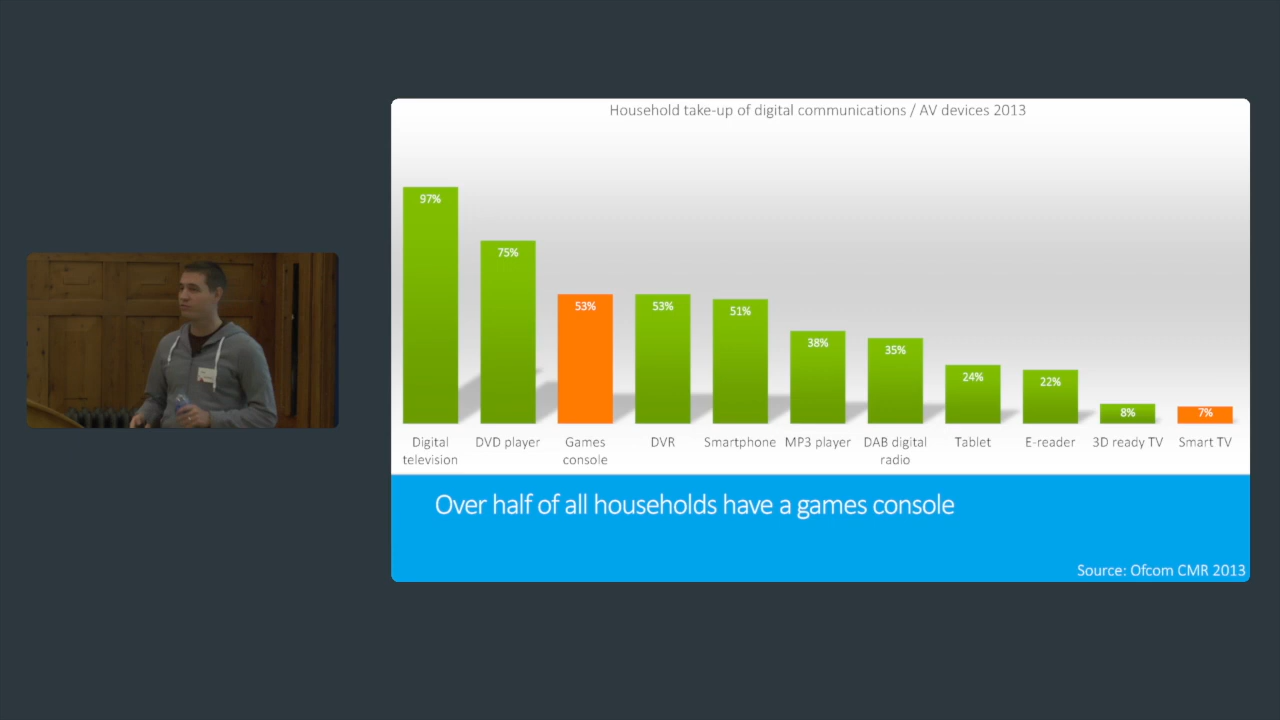 Household take-up of digital communications / AV devices 2013
97%
75%
53%
53%
51%
38%
35%
24%
22%
8%
7%
Digital television
DVD player
Games console
DVR
Smartphone
MP3 player
DAB digital radio
Tablet
E-reader
3D ready TV
Smart TV
Over half of all households have a games console
Source: Ofcom CMR 2013